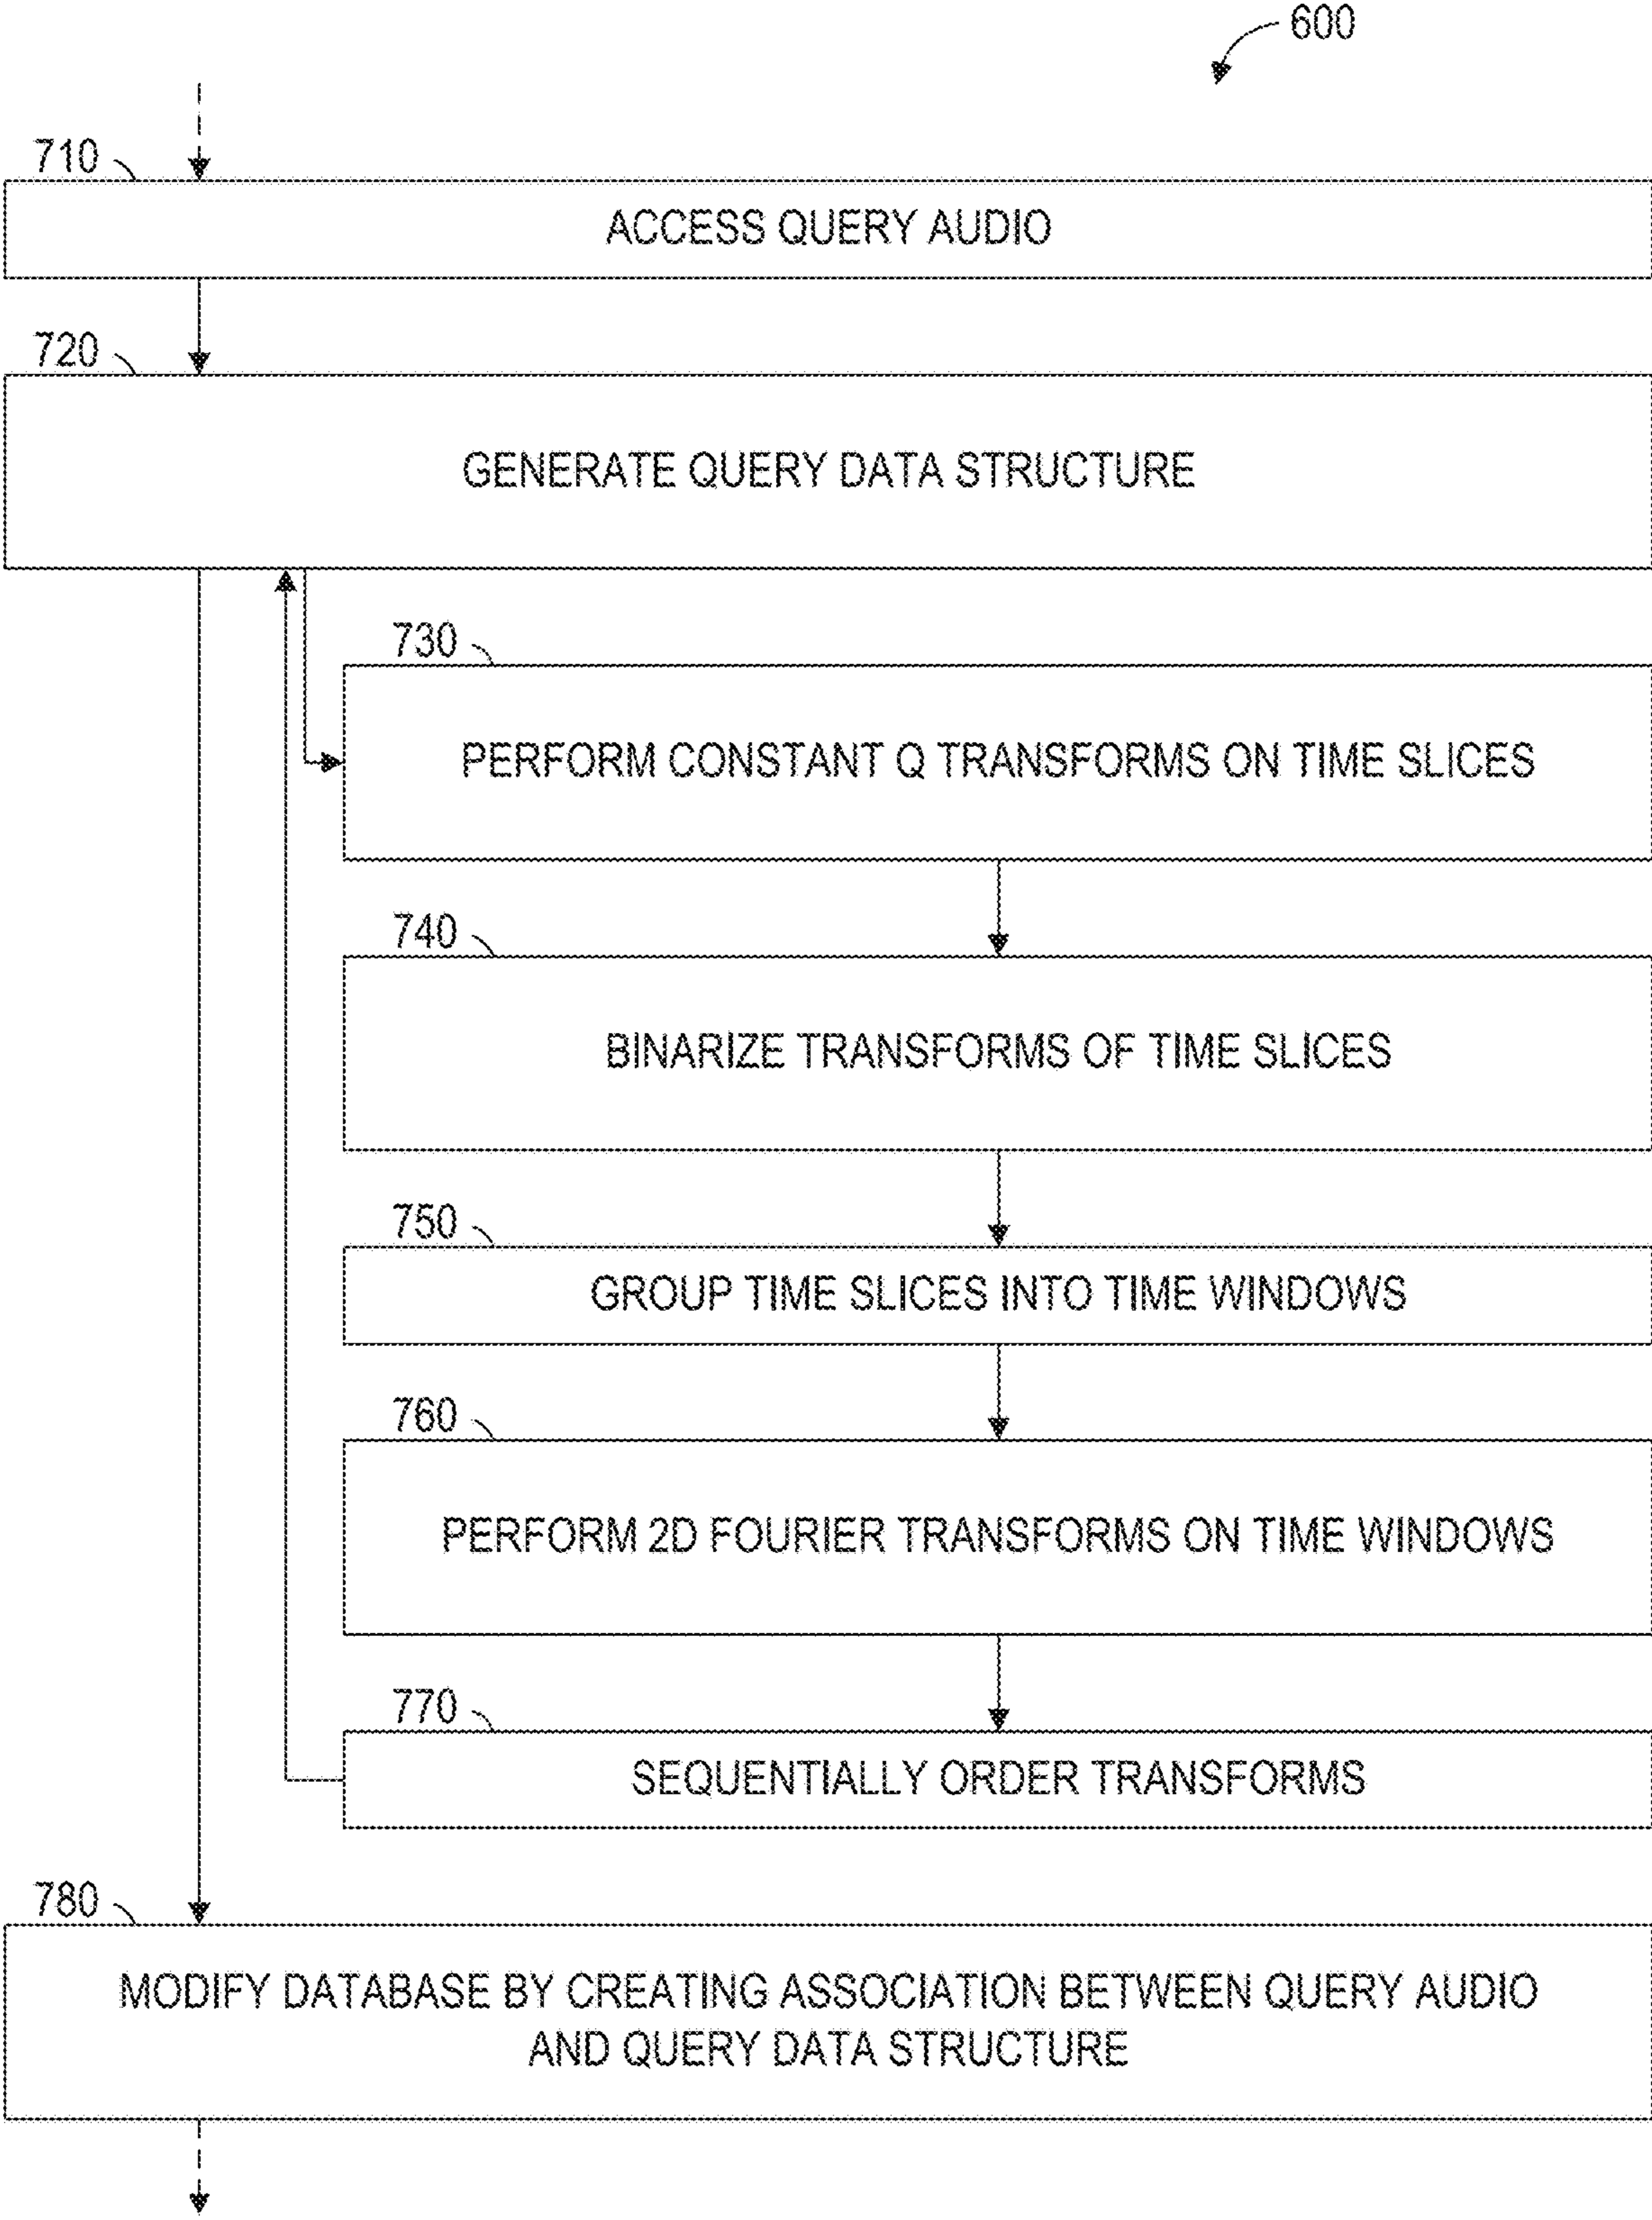 600
710
ACCESS QUERY AUDIO
720
GENERATE QUERY DATA STRUCTURE
730
PERFORM CONSTANT Q TRANSFORMS ON TIME SLICES
740
BINARIZE TRANSFORMS OF TIME SLICES
750
GROUP TIME SLICES INTO TIME WINDOWS
760
PERFORM 2D FOURIER TRANSFORMS ON TIME WINDOWS
770
SEQUENTIALLY ORDER TRANSFORMS
780
MODIFY DATABASE BY CREATING ASSOCIATION BETWEEN QUERY AUDIO
AND QUERY DATA STRUCTURE